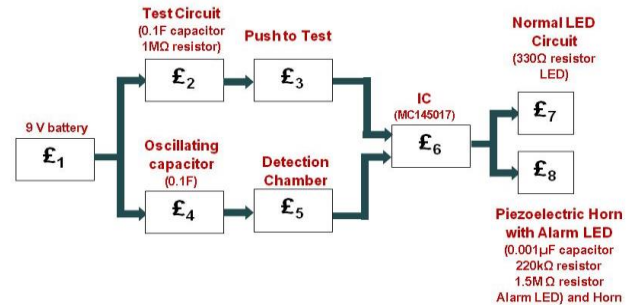 Test Circuit
(0.1F capacitor
1MΩ resistor)
£2
Push to Test
£3
9 V battery
£1
Oscillating
capacitor
(0.1F)
£4
Detection
Chamber
£5
IC
(MC145017)
£6
Normal LED
Circuit
(330Ω resistor
LED)
£7
£8
Piezoelectric Horn
with Alarm LED
(0.001µF capacitor
220kΩ resistor
1.5M Ω resistor
Alarm LED) and Horn